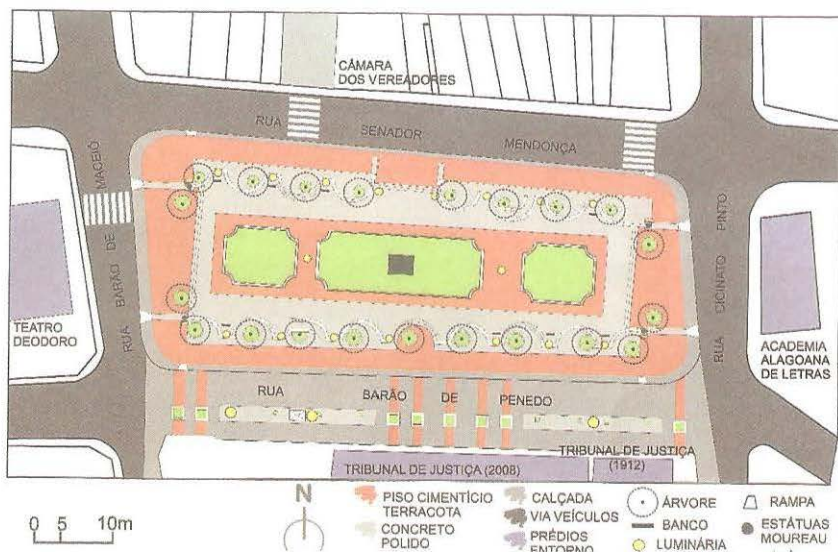 CÂMARA
DOS VEREADORES
RUA SENADOR MENDONÇA
RUA BARÃO DE MACEIÓ
RUA CICINATO PINTO
TEATRO
DEODORO
ACADEMIA
ALAGOANA
DE LETRAS
RUA BARÃO DE PENEDO
TRIBUNAL DE JUSTIÇA
(1912)
TRIBUNAL DE JUSTIÇA (2008)
0 5 10m
N
PISO CIMENTÍCIO
TERRACOTA
CONCRETO
POLIDO
CALÇADA
VIA VEÍCULOS
PRÉDIOS
ENTORNO
ÁRVORE
BANCO
LUMINÁRIA
RAMPA
ESTÁTUAS
MOUREAU